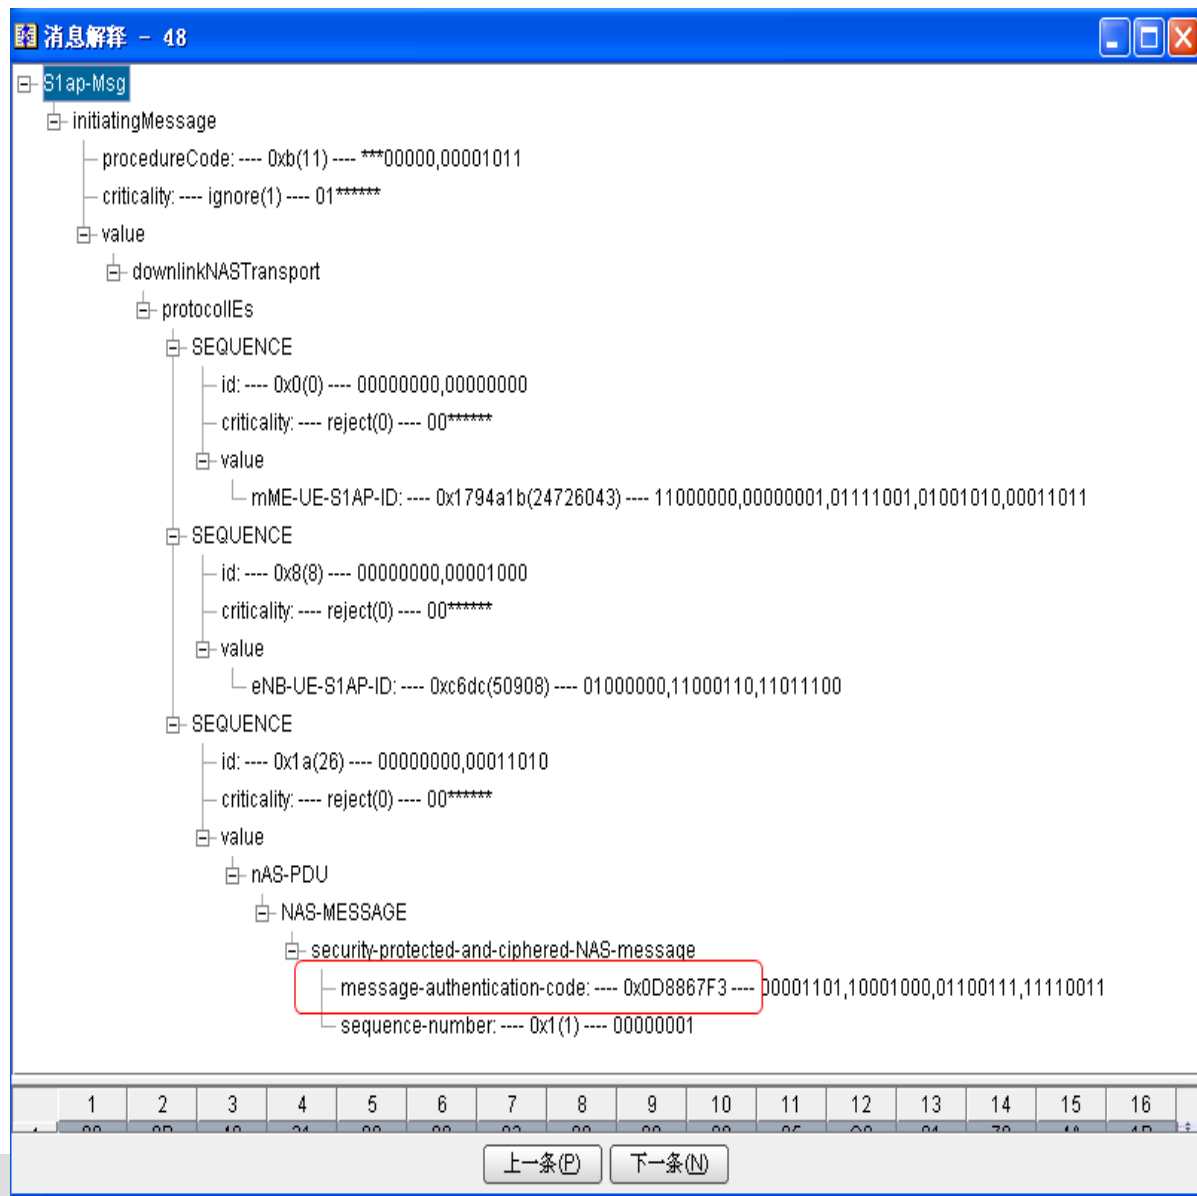 消息解释 - 48
S1ap-Msg
initiatingMessage
procedureCode: ---- 0xb(11) ---- ***00000,00001011
criticality: ---- ignore(1) ---- 01******
value
downlinkNASTransport
protocolIEs
SEQUENCE
id: ---- 0x0(0) ---- 00000000,00000000
criticality: ---- reject(0) ---- 00******
value
mME-UE-S1AP-ID: ---- 0x1794a1b(24726043) ---- 11000000,00000001,01111001,01001010,00011011
SEQUENCE
id: ---- 0x8(8) ---- 00000000,00001000
criticality: ---- reject(0) ---- 00******
value
eNB-UE-S1AP-ID: ---- 0xc6dc(50908) ---- 01000000,11000110,11011100
SEQUENCE
id: ---- 0x1a(26) ---- 00000000,00011010
criticality: ---- reject(0) ---- 00******
value
nAS-PDU
NAS-MESSAGE
security-protected-and-ciphered-NAS-message
message-authentication-code: ---- 0x0D8867F3 ---- 00001101,10001000,01100111,11110011
sequence-number: ---- 0x1(1) ---- 00000001
1 2 3 4 5 6 7 8 9 10 11 12 13 14 15 16
上一条(P) 下一条(N)